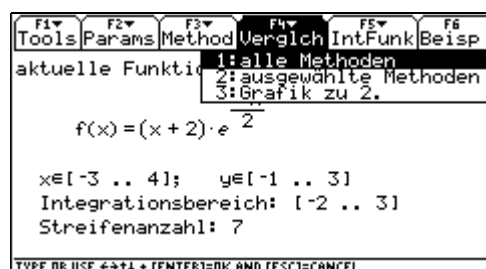 F1▾ F2▾ F3▾ F4▾ F5▾ F6
Tools Params Method Verglch IntFunk Beisp
1:alle Methoden
aktuelle Funkti
2:ausgewählte Methoden
3:Grafik zu 2.
f(x)=(x+2)·e 2
x∈[-3 .. 4]; y∈[-1 .. 3]
Integrationsbereich: [-2 .. 3]
Streifenanzahl: 7
TYPE OR USE ←→↑↓ + [ENTER]=OK AND [ESC]=CANCEL